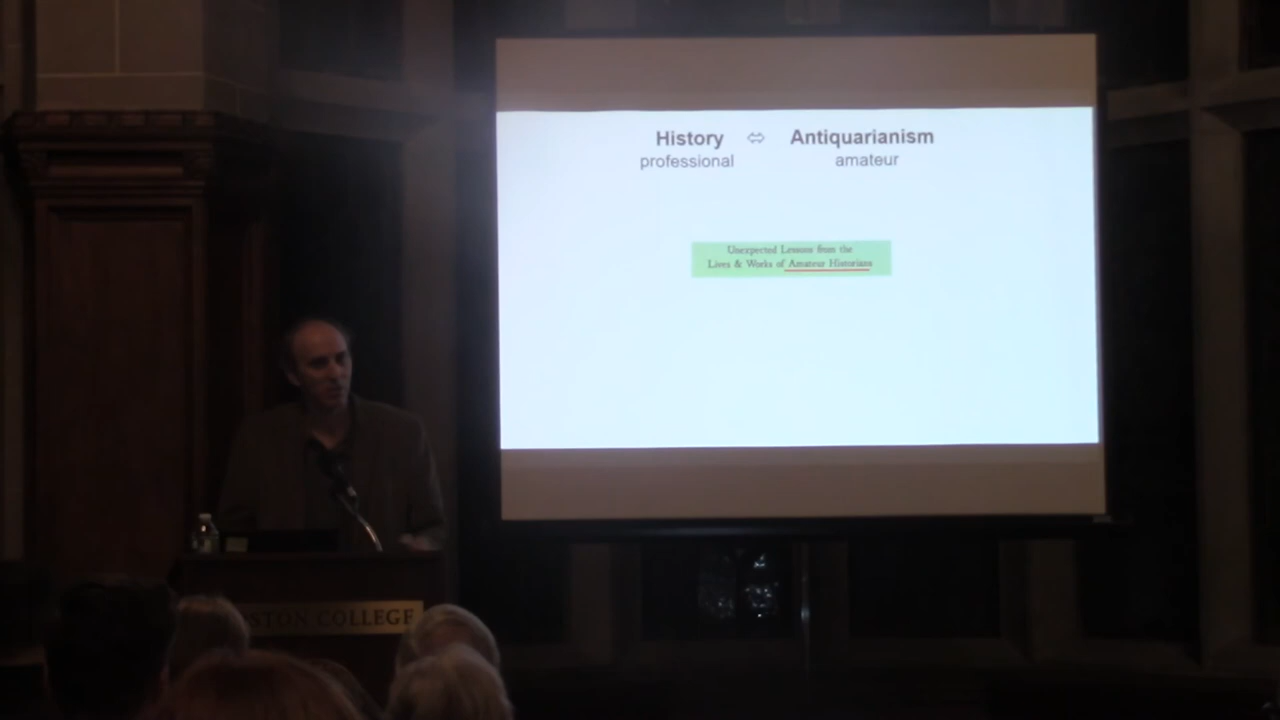 History ⇔ Antiquarianism
professional amateur
Unexpected Lessons from the
Lives & Works of Amateur Historians
STON COLLEGE